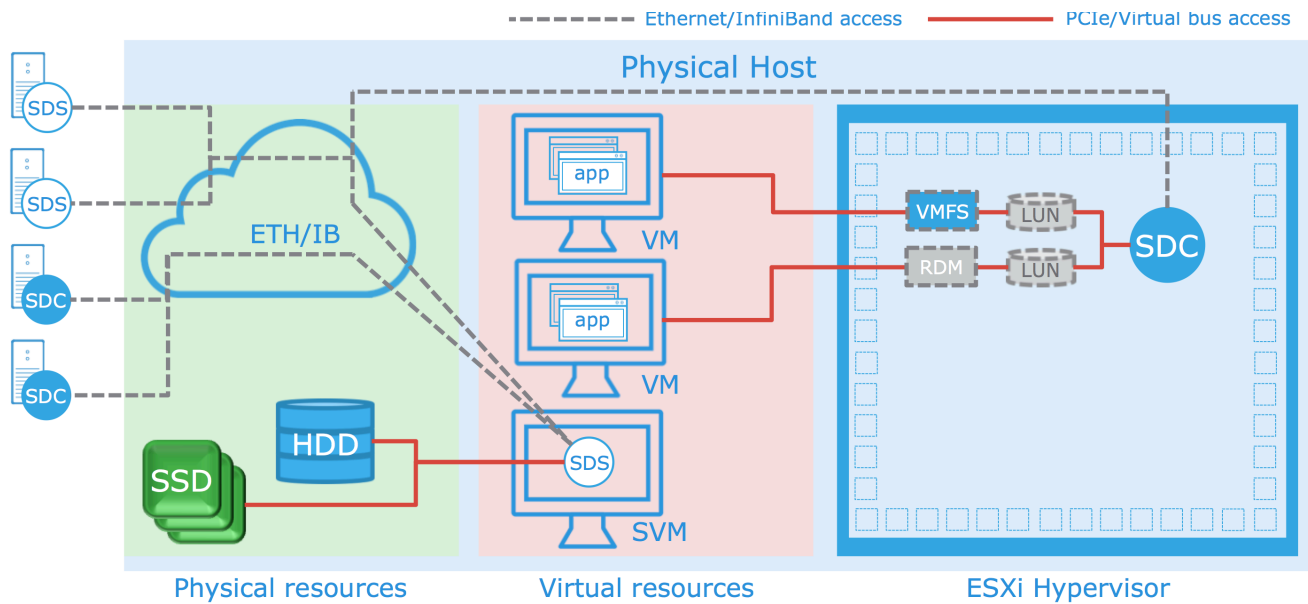 Ethernet/InfiniBand access
PCIe/Virtual bus access
Physical Host
SDS
SDS
SDC
SDC
ETH/IB
HDD
SSD
app
VM
app
VM
SDS
SVM
VMFS
LUN
RDM
LUN
SDC
Physical resources
Virtual resources
ESXi Hypervisor